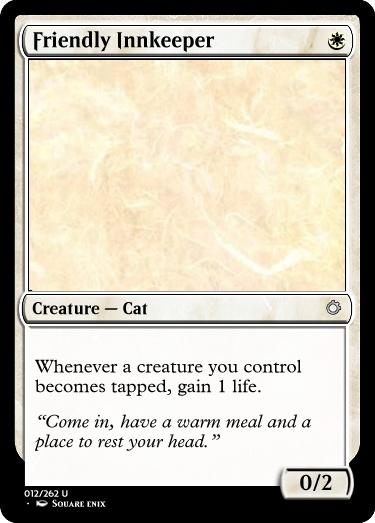 Friendly Innkeeper
Creature — Cat
Whenever a creature you control
becomes tapped, gain 1 life.
“Come in, have a warm meal and a
place to rest your head.”
0/2
012/262 U
· Square Enix